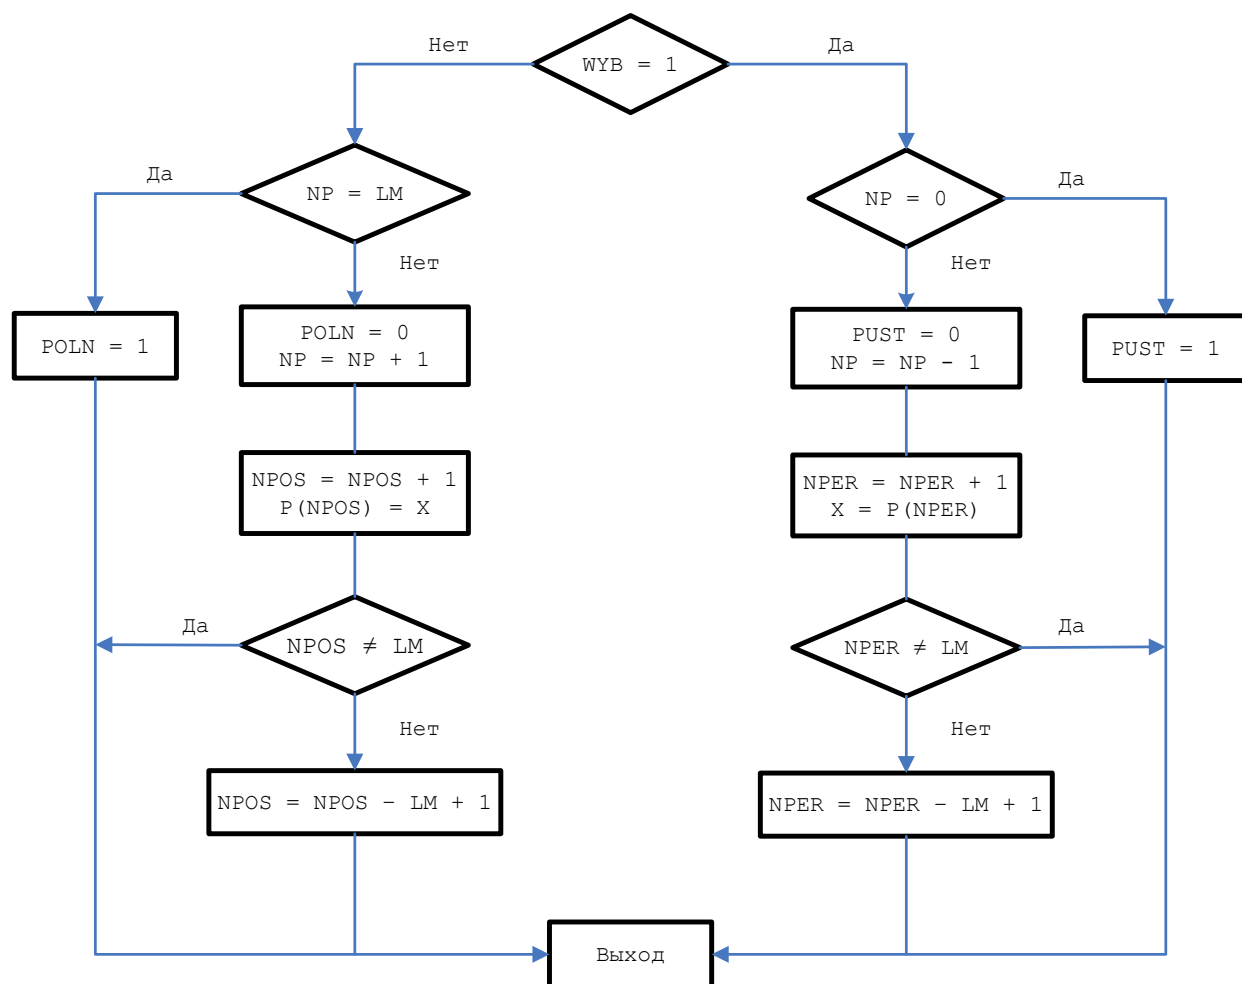 Нет
Да
WYB = 1
Да
NP = LM
Да
NP = 0
Нет
Нет
POLN = 1
POLN = 0
NP = NP + 1
PUST = 0
NP = NP - 1
PUST = 1
NPOS = NPOS + 1
P(NPOS) = X
NPER = NPER + 1
X = P(NPER)
Да
NPOS ≠ LM
NPER ≠ LM
Да
Нет
Нет
NPOS = NPOS – LM + 1
NPER = NPER – LM + 1
Выход